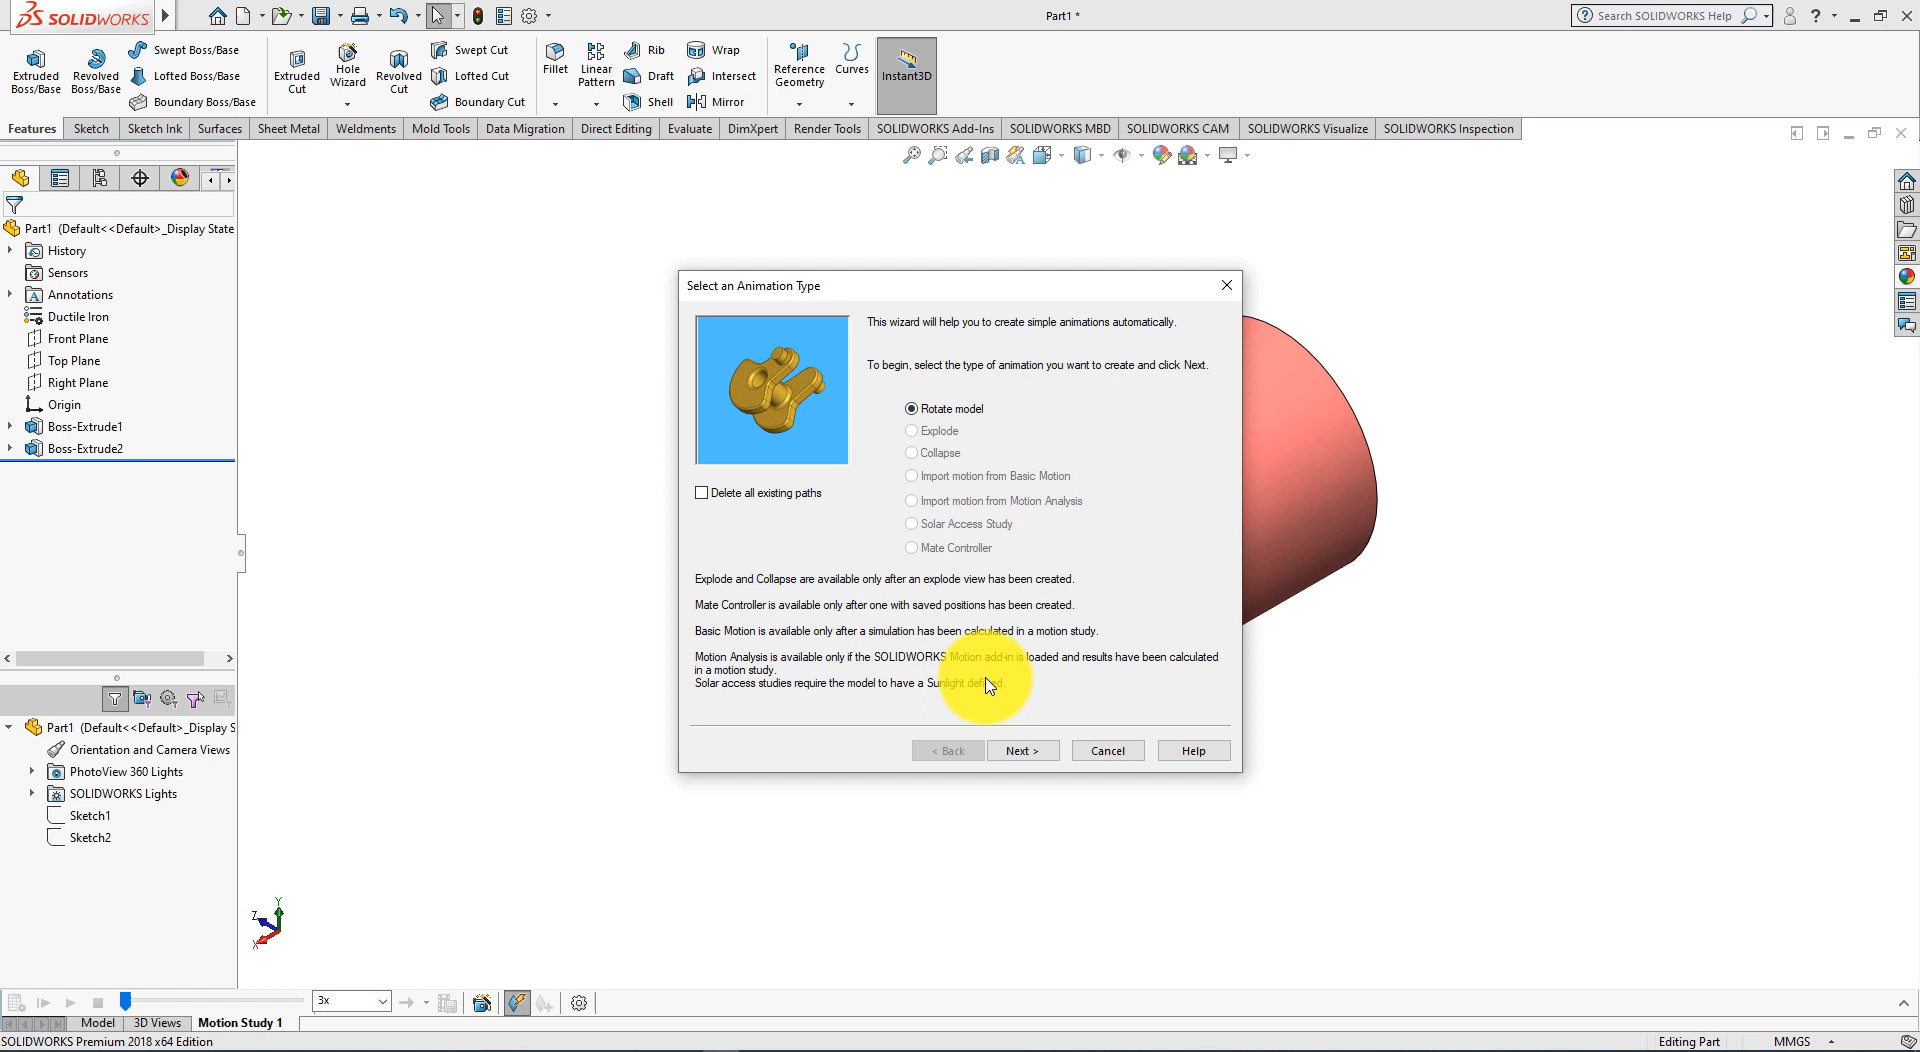 SOLIDWORKS
Part1 *
Search SOLIDWORKS Help
Extruded Boss/Base
Revolved Boss/Base
Swept Boss/Base
Lofted Boss/Base
Boundary Boss/Base
Extruded Cut
Hole Wizard
Revolved Cut
Swept Cut
Lofted Cut
Boundary Cut
Fillet
Linear Pattern
Rib
Draft
Shell
Wrap
Intersect
Mirror
Reference Geometry
Curves
Instant3D
Features
Sketch
Sketch Ink
Surfaces
Sheet Metal
Weldments
Mold Tools
Data Migration
Direct Editing
Evaluate
DimXpert
Render Tools
SOLIDWORKS Add-Ins
SOLIDWORKS MBD
SOLIDWORKS CAM
SOLIDWORKS Visualize
SOLIDWORKS Inspection
Part1 (Default<<Default>_Display State
History
Sensors
Annotations
Ductile Iron
Front Plane
Top Plane
Right Plane
Origin
Boss-Extrude1
Boss-Extrude2
Select an Animation Type
This wizard will help you to create simple animations automatically.
To begin, select the type of animation you want to create and click Next.
Rotate model
Explode
Collapse
Import motion from Basic Motion
Import motion from Motion Analysis
Solar Access Study
Mate Controller
Delete all existing paths
Explode and Collapse are available only after an explode view has been created.
Mate Controller is available only after one with saved positions has been created.
Basic Motion is available only after a simulation has been calculated in a motion study.
Motion Analysis is available only if the SOLIDWORKS Motion add-in is loaded and results have been calculated
in a motion study.
Solar access studies require the model to have a Sunlight defined.
< Back
Next >
Cancel
Help
Part1 (Default<<Default>_Display S
Orientation and Camera Views
PhotoView 360 Lights
SOLIDWORKS Lights
Sketch1
Sketch2
Y
Z
X
3x
Model
3D Views
Motion Study 1
SOLIDWORKS Premium 2018 x64 Edition
Editing Part
MMGS